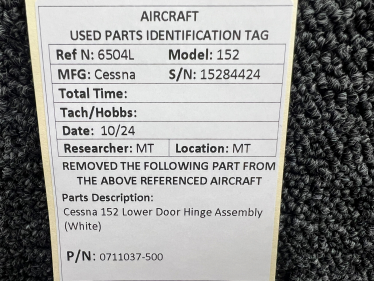 AIRCRAFT
USED PARTS IDENTIFICATION TAG
Ref N: 6504L Model: 152
MFG: Cessna S/N: 15284424
Total Time:
Tach/Hobbs:
Date: 10/24
Researcher: MT Location: MT
REMOVED THE FOLLOWING PART FROM
THE ABOVE REFERENCED AIRCRAFT
Parts Description:
Cessna 152 Lower Door Hinge Assembly
(White)
P/N: 0711037-500